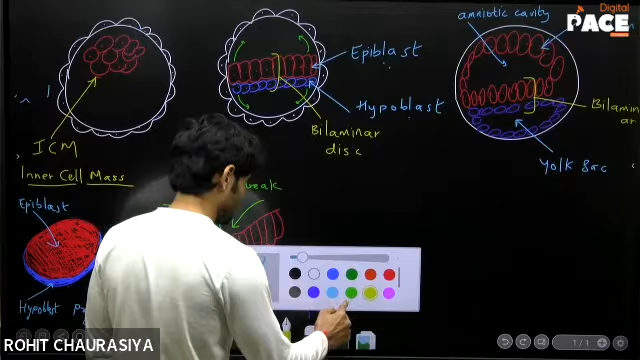 amniotic cavity
Digital
PACE
Epiblast
Hypoblast
Bilaminar
disc
Bilamin
ar
Yolk Sac
ICM
Inner Cell Mass
Epiblast
Hypoblast
1/1
ROHIT CHAURASIYA